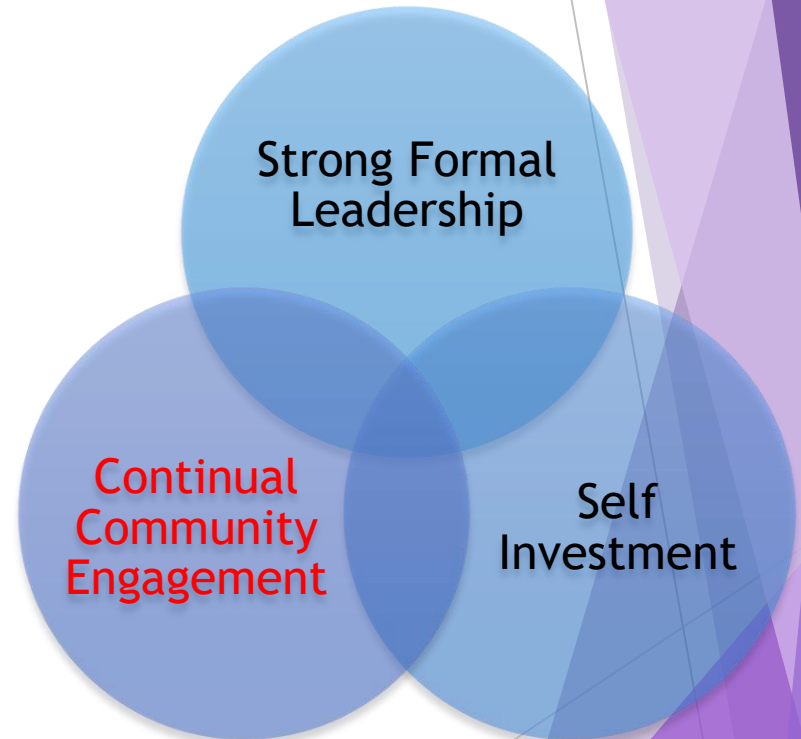 Strong Formal
Leadership
Continual
Community
Engagement
Self
Investment